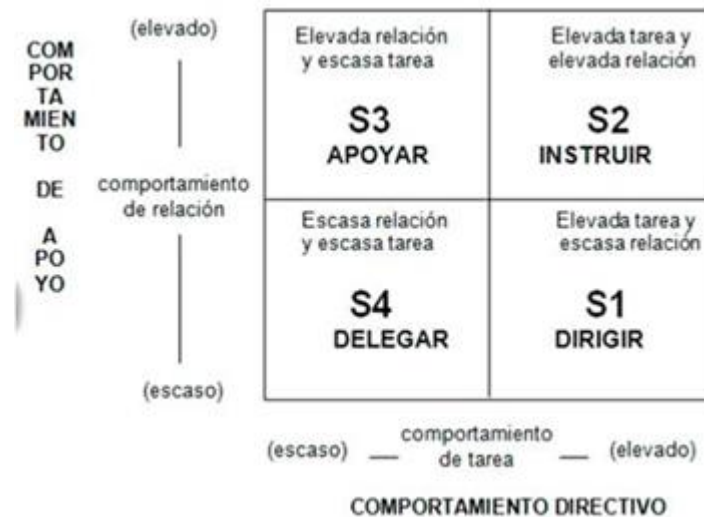 COM
POR
TA
MIEN
TO
DE
A
PO
YO
(elevado)
comportamiento
de relación
(escaso)
Elevada relación
y escasa tarea
S3
APOYAR
Elevada tarea y
elevada relación
S2
INSTRUIR
Escasa relación
y escasa tarea
S4
DELEGAR
Elevada tarea y
escasa relación
S1
DIRIGIR
(escaso)
comportamiento
de tarea
(elevado)
COMPORTAMIENTO DIRECTIVO